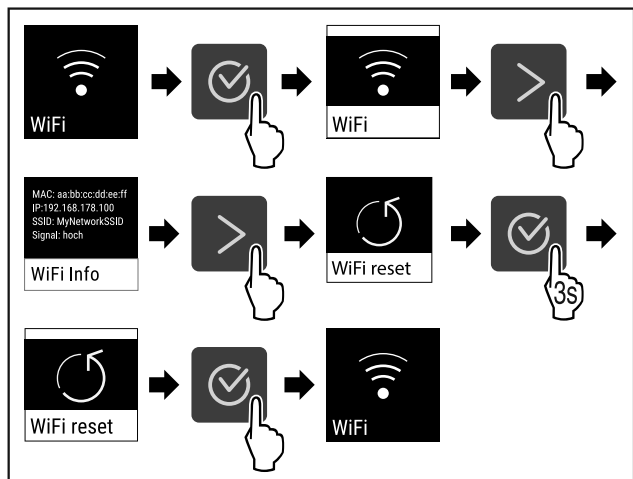 WiFi
WiFi
MAC: aa:bb:cc:dd:ee:ff
IP:192.168.178.100
SSID: MyNetworkSSID
Signal: hoch
WiFi Info
WiFi reset
3s
WiFi reset
WiFi